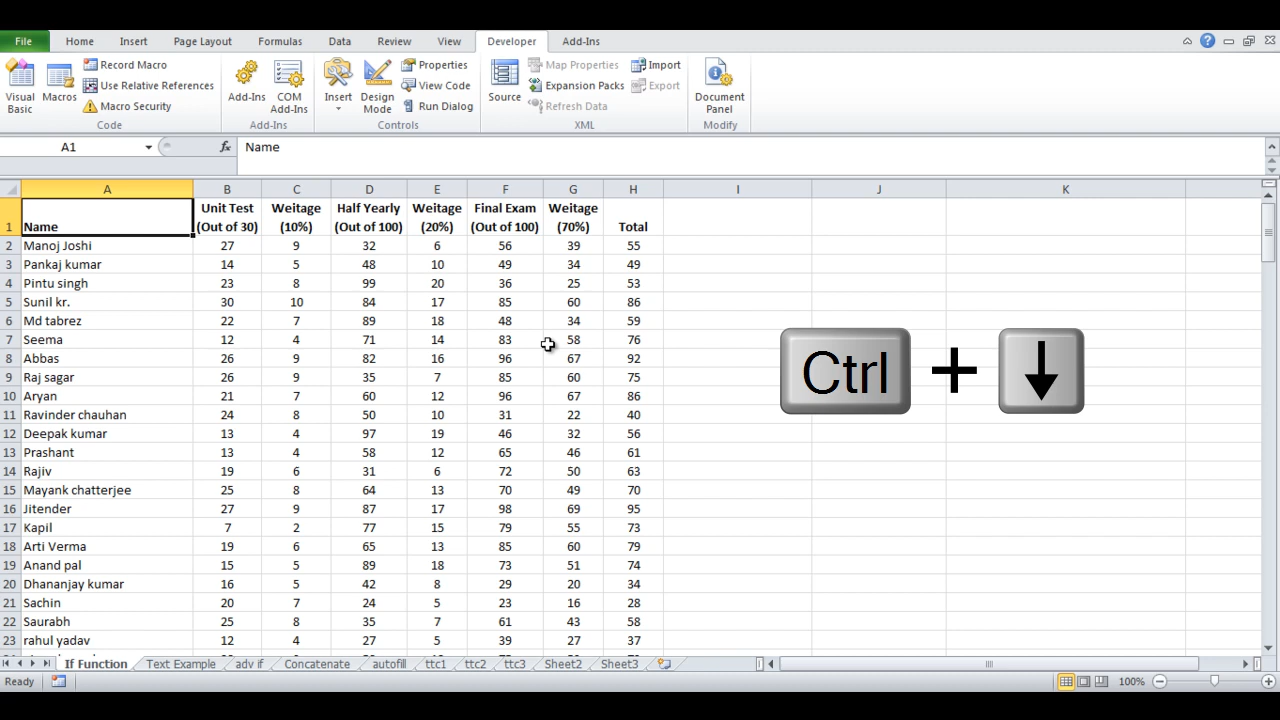 File Home Insert Page Layout Formulas Data Review View Developer Add-Ins
Visual Basic
Macros
Record Macro
Use Relative References
Macro Security
Code
Add-Ins
COM Add-Ins
Add-Ins
Insert
Design Mode
Properties
View Code
Run Dialog
Controls
Source
Map Properties
Expansion Packs
Refresh Data
Import
Export
XML
Document Panel
Modify
A1 fx Name
A B C D E F G H I J K
1 Name Unit Test (Out of 30) Weitage (10%) Half Yearly (Out of 100) Weitage (20%) Final Exam (Out of 100) Weitage (70%) Total
2 Manoj Joshi 27 9 32 6 56 39 55
3 Pankaj kumar 14 5 48 10 49 34 49
4 Pintu singh 23 8 99 20 36 25 53
5 Sunil kr. 30 10 84 17 85 60 86
6 Md tabrez 22 7 89 18 48 34 59
7 Seema 12 4 71 14 83 58 76
8 Abbas 26 9 82 16 96 67 92
9 Raj sagar 26 9 35 7 85 60 75
10 Aryan 21 7 60 12 96 67 86
11 Ravinder chauhan 24 8 50 10 31 22 40
12 Deepak kumar 13 4 97 19 46 32 56
13 Prashant 13 4 58 12 65 46 61
14 Rajiv 19 6 31 6 72 50 63
15 Mayank chatterjee 25 8 64 13 70 49 70
16 Jitender 27 9 87 17 98 69 95
17 Kapil 7 2 77 15 79 55 73
18 Arti Verma 19 6 65 13 85 60 79
19 Anand pal 15 5 89 18 73 51 74
20 Dhananjay kumar 16 5 42 8 29 20 34
21 Sachin 20 7 24 5 23 16 28
22 Saurabh 25 8 35 7 61 43 58
23 rahul yadav 12 4 27 5 39 27 37
Ctrl + ↓
If Function Text Example adv if Concatenate autofill ttc1 ttc2 ttc3 Sheet2 Sheet3
Ready 100%